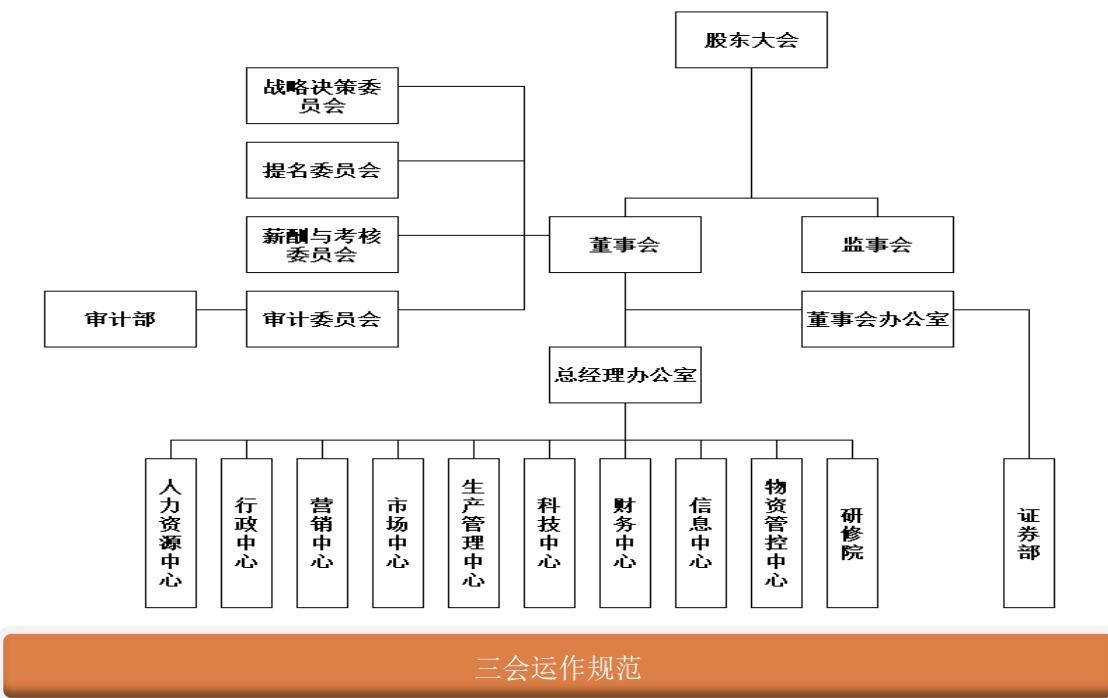 股东大会
战略决策委
员会
提名委员会
薪酬与考核
委员会
董事会
监事会
审计部
审计委员会
董事会办公室
总经理办公室
人力资源中心
行政中心
营销中心
市场中心
生产管理中心
科技中心
财务中心
信息中心
物资管控中心
研修院
证券部
三会运作规范